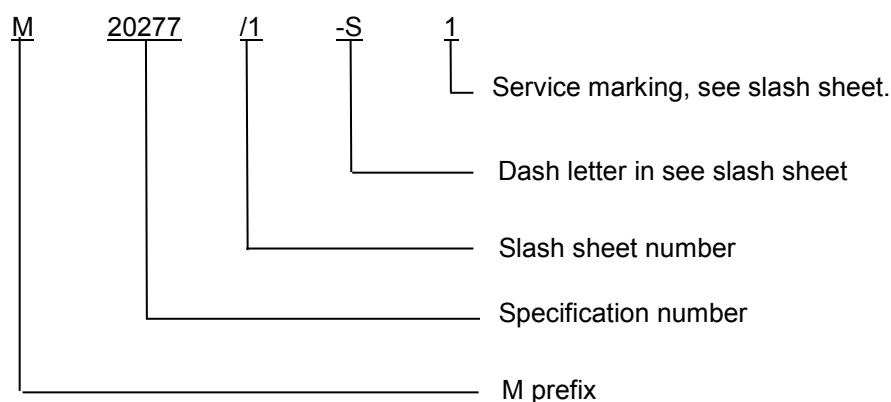 M 20277 /1 -S 1
Service marking, see slash sheet.
Dash letter in see slash sheet
Slash sheet number
Specification number
M prefix